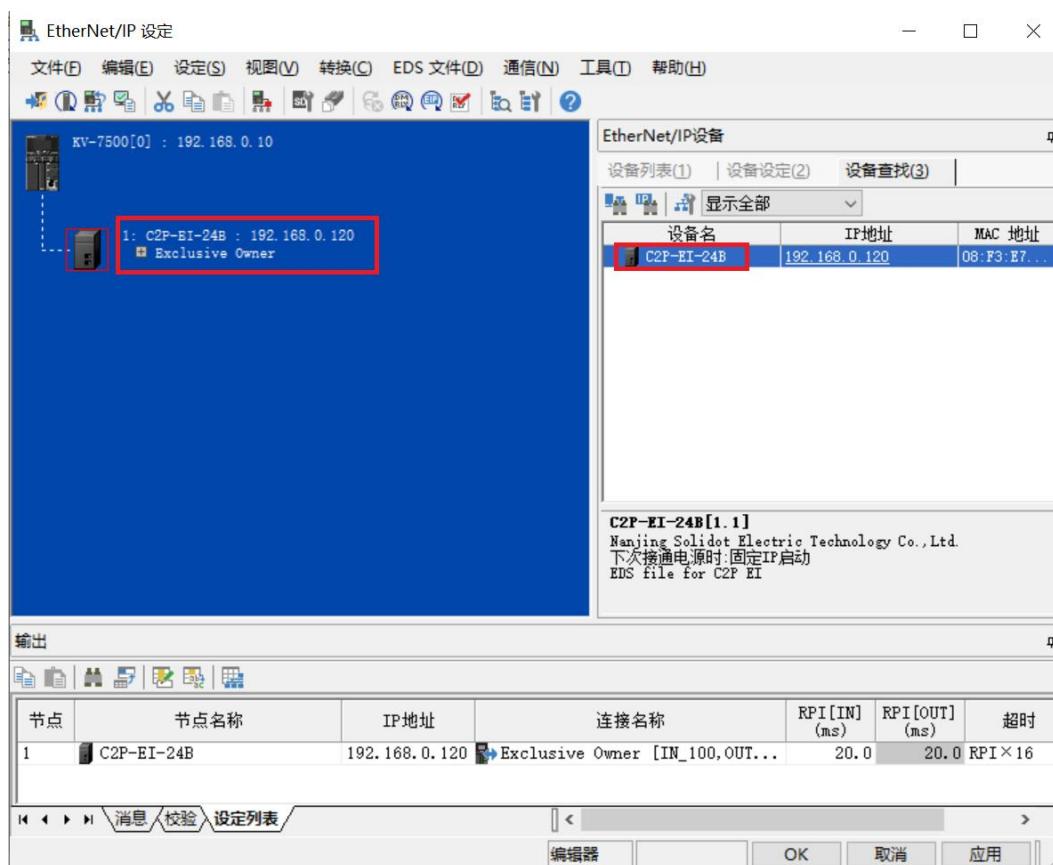 EtherNet/IP 设定
文件(F) 编辑(E) 设定(S) 视图(V) 转换(C) EDS 文件(D) 通信(N) 工具(T) 帮助(H)
KV-7500[0] : 192.168.0.10
1: C2P-EI-24B : 192.168.0.120
Exclusive Owner
EtherNet/IP设备
设备列表(1) 设备设定(2) 设备查找(3)
显示全部
设备名 IP地址 MAC 地址
C2P-EI-24B 192.168.0.120 08:F3:E7...
C2P-EI-24B[1.1]
Nanjing Solidot Electric Technology Co.,Ltd.
下次接通电源时:固定IP启动
EDS file for C2P EI
输出
节点 节点名称 IP地址 连接名称 RPI[IN] (ms) RPI[OUT] (ms) 超时
1 C2P-EI-24B 192.168.0.120 Exclusive Owner [IN_100,OUT... 20.0 20.0 RPI×16
消息 校验 设定列表
编辑器 OK 取消 应用